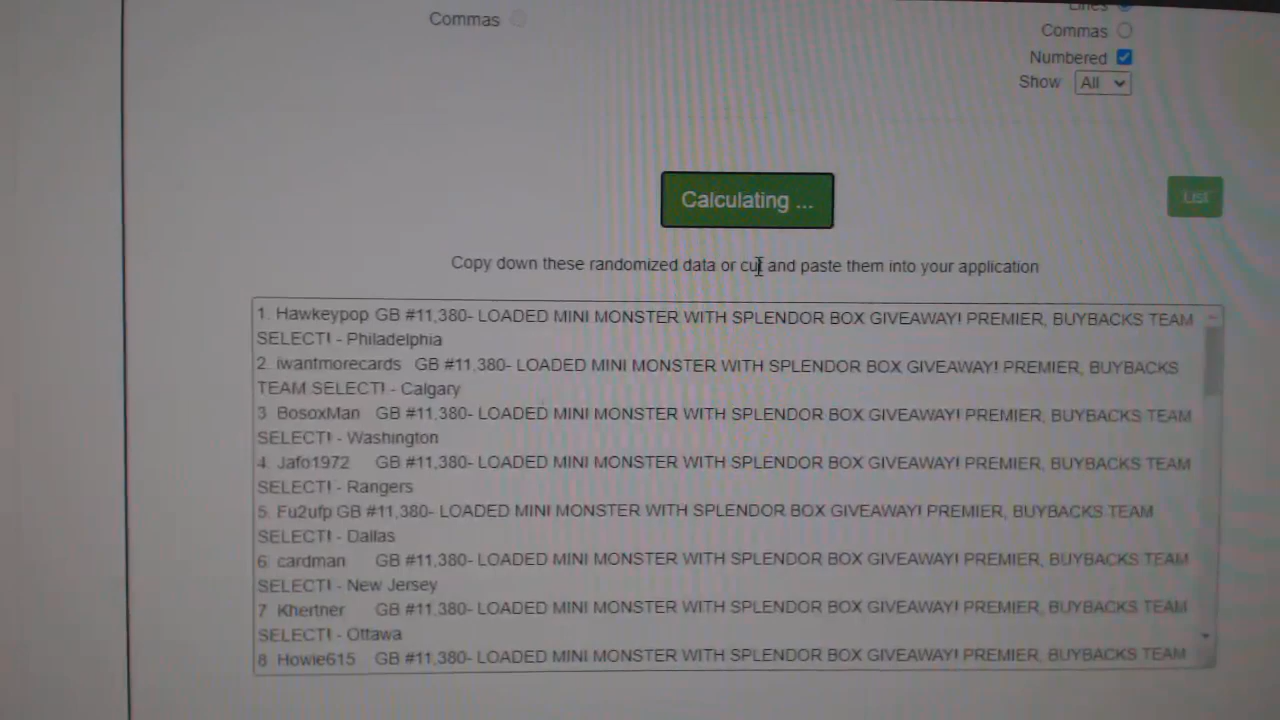 Lines
Commas
Commas
Numbered
Show All
Calculating ...
List
Copy down these randomized data or cut and paste them into your application
1. Hawkeypop GB #11,380- LOADED MINI MONSTER WITH SPLENDOR BOX GIVEAWAY! PREMIER, BUYBACKS TEAM
SELECT! - Philadelphia
2. iwantmorecards GB #11,380- LOADED MINI MONSTER WITH SPLENDOR BOX GIVEAWAY! PREMIER, BUYBACKS
TEAM SELECT! - Calgary
3. BosoxMan GB #11,380- LOADED MINI MONSTER WITH SPLENDOR BOX GIVEAWAY! PREMIER, BUYBACKS TEAM
SELECT! - Washington
4. Jafo1972 GB #11,380- LOADED MINI MONSTER WITH SPLENDOR BOX GIVEAWAY! PREMIER, BUYBACKS TEAM
SELECT! - Rangers
5. Fu2ufp GB #11,380- LOADED MINI MONSTER WITH SPLENDOR BOX GIVEAWAY! PREMIER, BUYBACKS TEAM
SELECT! - Dallas
6. cardman GB #11,380- LOADED MINI MONSTER WITH SPLENDOR BOX GIVEAWAY! PREMIER, BUYBACKS TEAM
SELECT! - New Jersey
7. Khertner GB #11,380- LOADED MINI MONSTER WITH SPLENDOR BOX GIVEAWAY! PREMIER, BUYBACKS TEAM
SELECT! - Ottawa
8. Howie615 GB #11,380- LOADED MINI MONSTER WITH SPLENDOR BOX GIVEAWAY! PREMIER, BUYBACKS TEAM